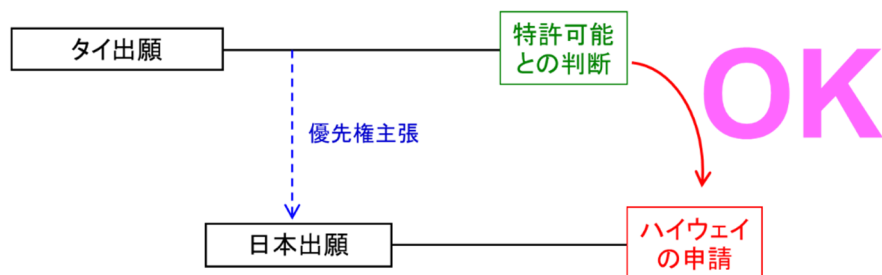 タイ出願
特許可能
との判断
OK
優先権主張
日本出願
ハイウェイ
の申請